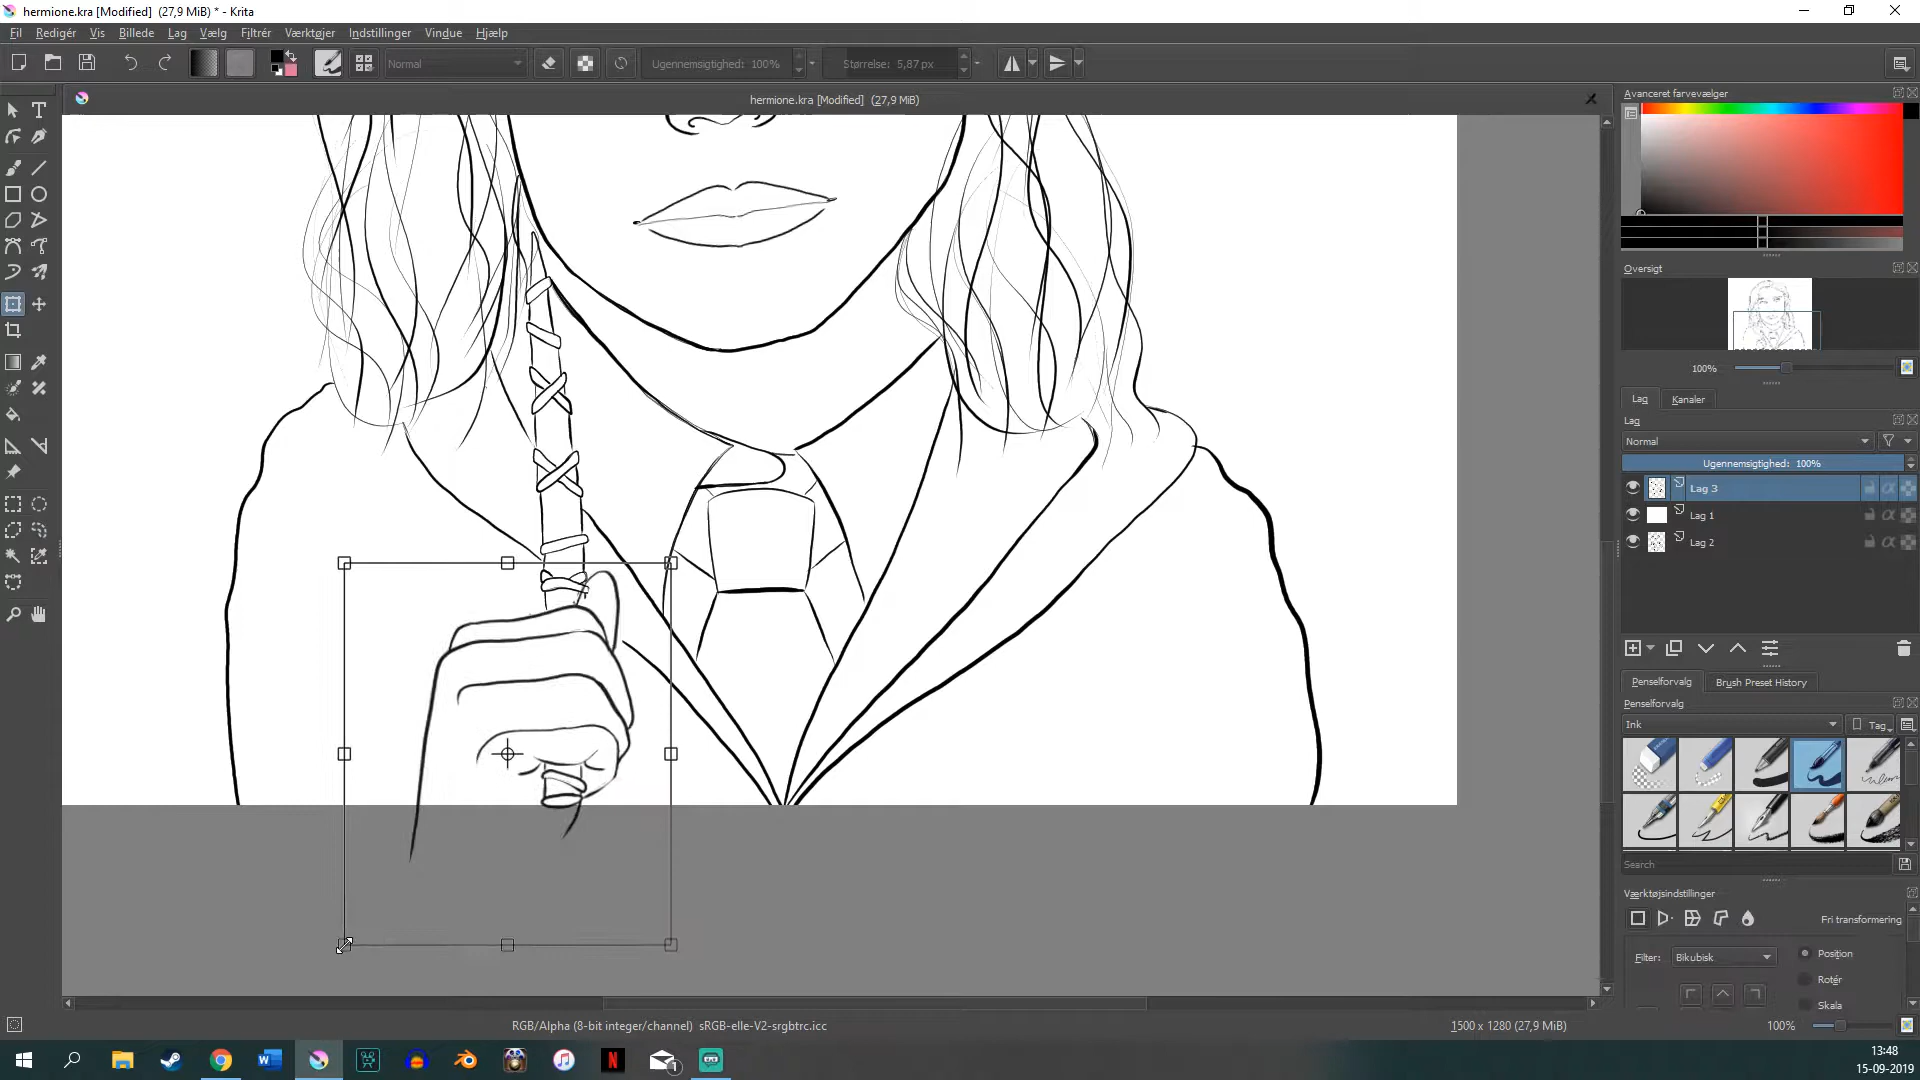 hermione.kra [Modified]  (27,9 MiB) * - Krita
Fil Redigér Vis Billede Lag Vælg Filtrér Værktøjer Indstillinger Vindue Hjælp
Normal Ugennemsigtighed: 100% Størrelse: 5,87 px
hermione.kra [Modified]  (27,9 MiB)
Avanceret farvevælger
Oversigt
100%
Lag Kanaler
Lag
Normal
Ugennemsigtighed: 100%
Lag 3
Lag 1
Lag 2
Penselforvalg Brush Preset History
Penselforvalg
Ink Tag
Search
Værktøjsindstillinger
Fri transformering
Filter: Bikubisk Position
Rotér
Skala
RGB/Alpha (8-bit integer/channel)  sRGB-elle-V2-srgbtrc.icc 1500 x 1280 (27,9 MiB) 100%
13:48
15-09-2019